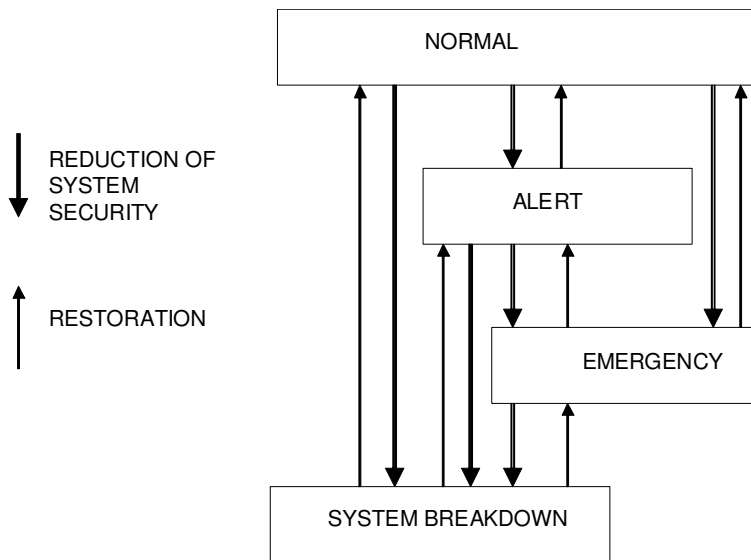 NORMAL
REDUCTION OF
SYSTEM
SECURITY
ALERT
RESTORATION
EMERGENCY
SYSTEM BREAKDOWN